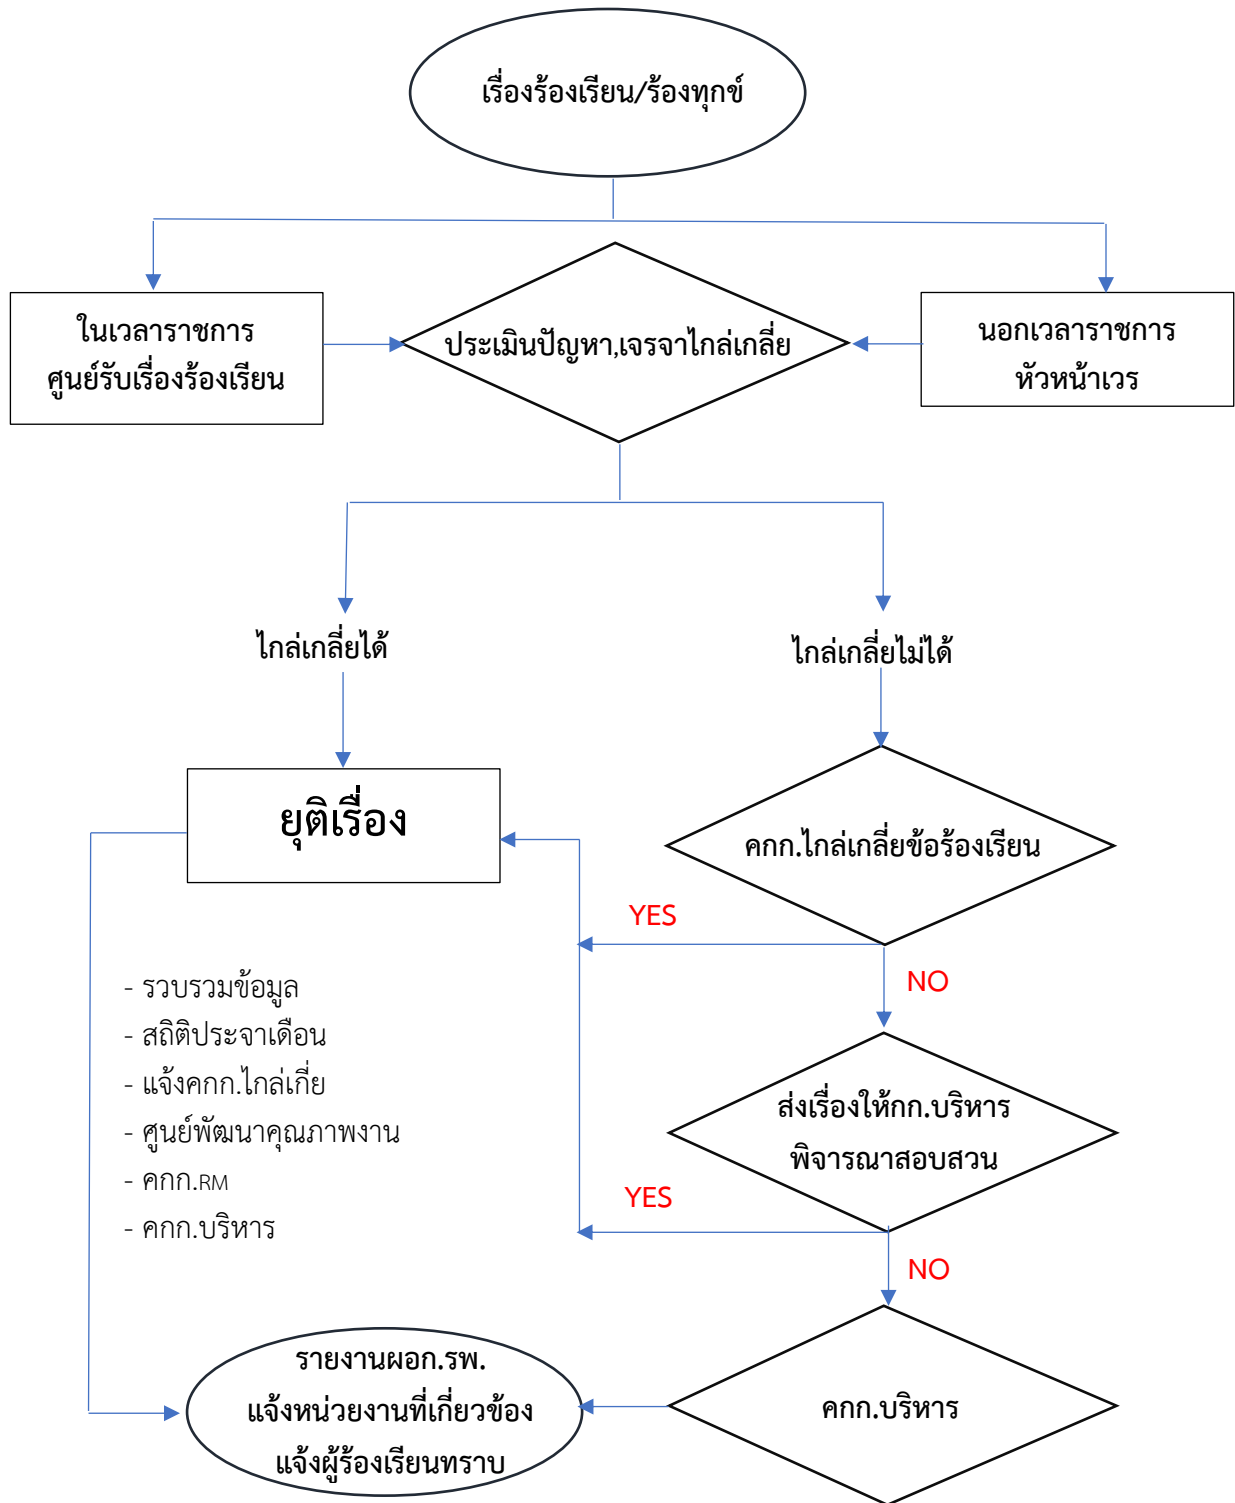 เรื่องร้องเรียน/ร้องทุกข์
ในเวลาราชการ
ศูนย์รับเรื่องร้องเรียน
ประเมินปัญหา,เจรจาไกล่เกลี่ย
นอกเวลาราชการ
หัวหน้าเวร
ไกล่เกลี่ยได้
ไกล่เกลี่ยไม่ได้
ยุติเรื่อง
คกก.ไกล่เกลี่ยข้อร้องเรียน
YES
NO
- รวบรวมข้อมูล
- สถิติประจาเดือน
- แจ้งคกก.ไกล่เกี่ย
- ศูนย์พัฒนาคุณภาพงาน
- คกก.RM
- คกก.บริหาร
ส่งเรื่องให้กก.บริหาร
พิจารณาสอบสวน
YES
NO
รายงานผอก.รพ.
แจ้งหน่วยงานที่เกี่ยวข้อง
แจ้งผู้ร้องเรียนทราบ
คกก.บริหาร